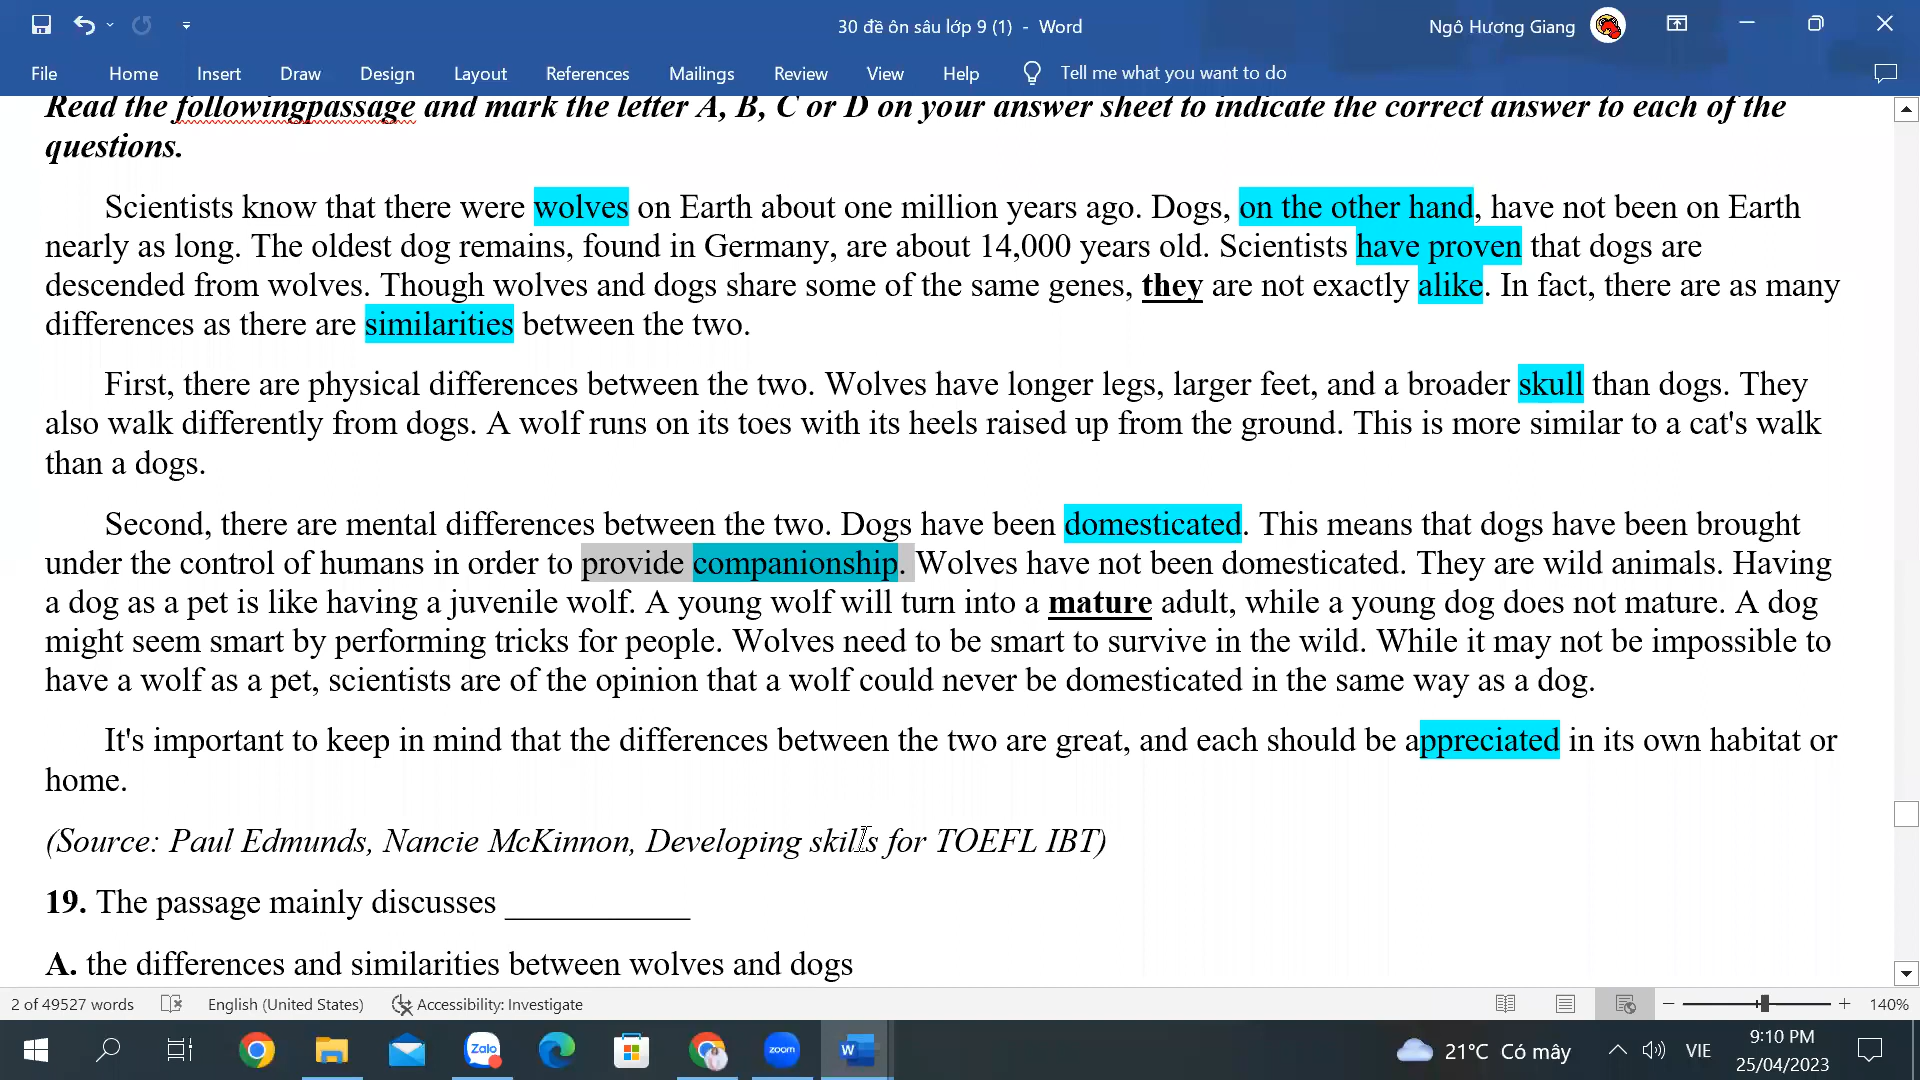 30 đề ôn sâu lớp 9 (1) - Word
Ngô Hương Giang
File Home Insert Draw Design Layout References Mailings Review View Help Tell me what you want to do
Read the followingpassage and mark the letter A, B, C or D on your answer sheet to indicate the correct answer to each of the
questions.
Scientists know that there were wolves on Earth about one million years ago. Dogs, on the other hand, have not been on Earth
nearly as long. The oldest dog remains, found in Germany, are about 14,000 years old. Scientists have proven that dogs are
descended from wolves. Though wolves and dogs share some of the same genes, they are not exactly alike. In fact, there are as many
differences as there are similarities between the two.
First, there are physical differences between the two. Wolves have longer legs, larger feet, and a broader skull than dogs. They
also walk differently from dogs. A wolf runs on its toes with its heels raised up from the ground. This is more similar to a cat's walk
than a dogs.
Second, there are mental differences between the two. Dogs have been domesticated. This means that dogs have been brought
under the control of humans in order to provide companionship. Wolves have not been domesticated. They are wild animals. Having
a dog as a pet is like having a juvenile wolf. A young wolf will turn into a mature adult, while a young dog does not mature. A dog
might seem smart by performing tricks for people. Wolves need to be smart to survive in the wild. While it may not be impossible to
have a wolf as a pet, scientists are of the opinion that a wolf could never be domesticated in the same way as a dog.
It's important to keep in mind that the differences between the two are great, and each should be appreciated in its own habitat or
home.
(Source: Paul Edmunds, Nancie McKinnon, Developing skills for TOEFL IBT)
19. The passage mainly discusses ___________
A. the differences and similarities between wolves and dogs
2 of 49527 words English (United States) Accessibility: Investigate 140%
Zalo zoom W 21°C Có mây VIE 9:10 PM
25/04/2023